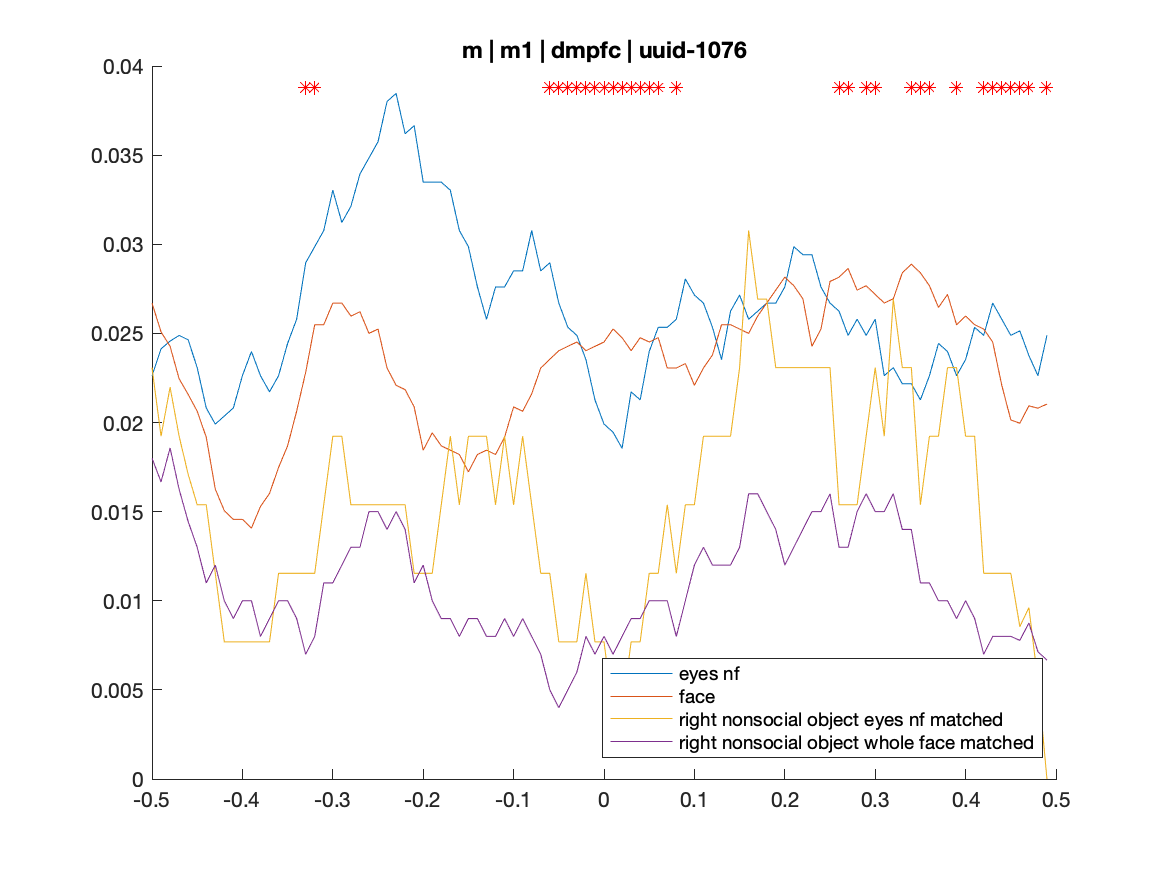 m | m1 | dmpfc | uuid-1076
0.04
0.035
0.03
0.025
0.02
0.015
0.01
0.005
0
-0.5 -0.4 -0.3 -0.2 -0.1 0 0.1 0.2 0.3 0.4 0.5
eyes nf
face
right nonsocial object eyes nf matched
right nonsocial object whole face matched